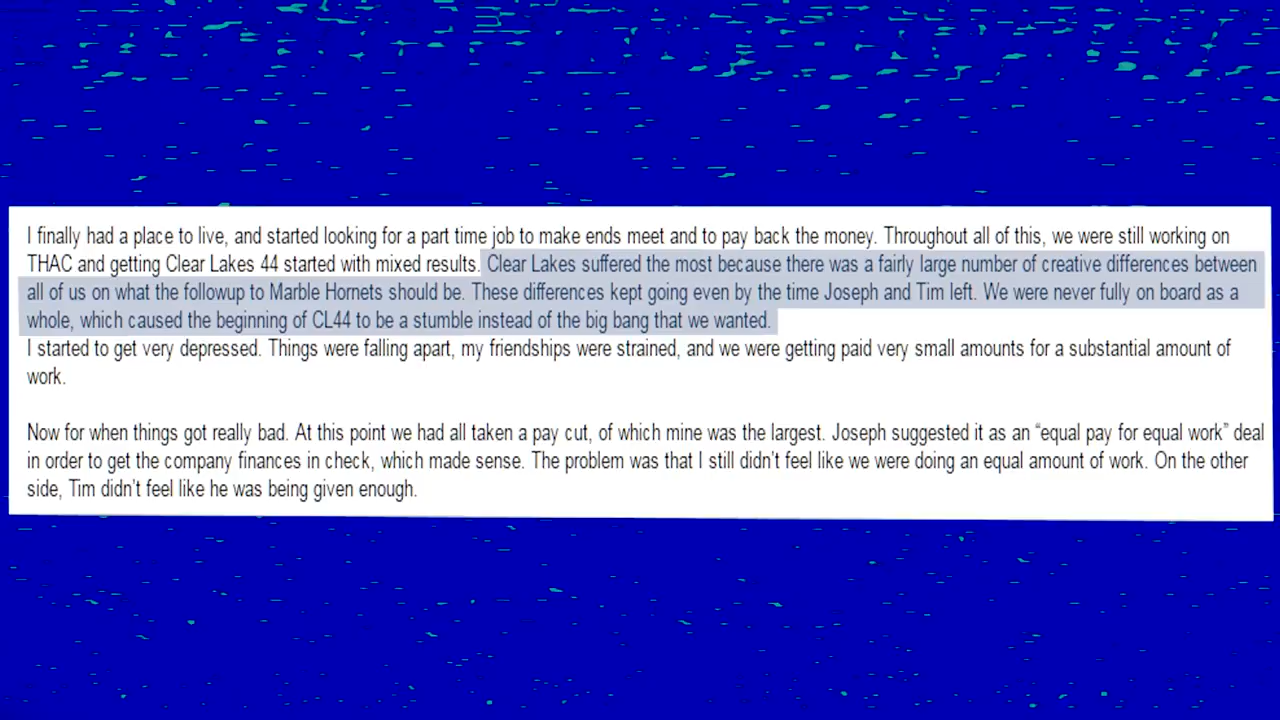 I finally had a place to live, and started looking for a part time job to make ends meet and to pay back the money. Throughout all of this, we were still working on
THAC and getting Clear Lakes 44 started with mixed results. Clear Lakes suffered the most because there was a fairly large number of creative differences between
all of us on what the followup to Marble Hornets should be. These differences kept going even by the time Joseph and Tim left. We were never fully on board as a
whole, which caused the beginning of CL44 to be a stumble instead of the big bang that we wanted.
I started to get very depressed. Things were falling apart, my friendships were strained, and we were getting paid very small amounts for a substantial amount of
work.
Now for when things got really bad. At this point we had all taken a pay cut, of which mine was the largest. Joseph suggested it as an “equal pay for equal work” deal
in order to get the company finances in check, which made sense. The problem was that I still didn’t feel like we were doing an equal amount of work. On the other
side, Tim didn’t feel like he was being given enough.